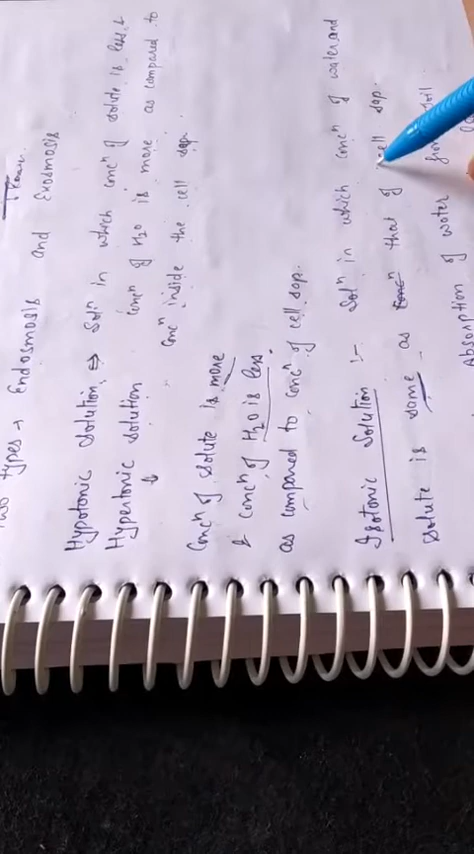 types → Endosmosis and Exosmosis
Hypotonic Solution ⇒ Solⁿ in which concⁿ of solute is less &
Hypertonic solution concⁿ of H2O is more as compared to
↓ concⁿ inside the cell sap.
Concⁿ of solute is more
& concⁿ of H2O is less.
as compared to concⁿ of cell sap.
Isotonic Solution :- Solⁿ in which concⁿ of water and
solute is same as that of cell sap.
Absorption of water from soil